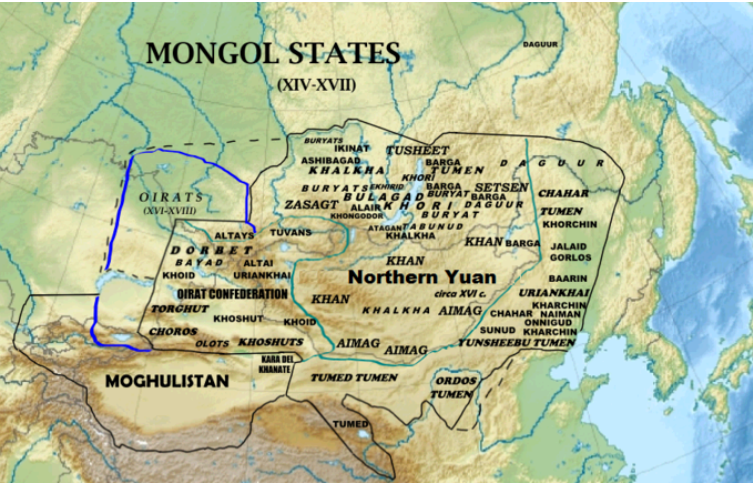 MONGOL STATES
(XIV-XVII)
DAGUUR
BURYATS
IKINAT
TUSHEET
ASHIBAGAD
BARGA
DAGUUR
KHALKHA
TUMEN
KHORI
BURYATS
EKHIRID
BARGA
SETSEN
BULAGAD
BURYAT
BARGA
CHAHAR
OIRATS
(XVI-XVIII)
ZASAGT
ALAIR
KHORI
DAGUUR
TUMEN
KHONGODOR
BURYAT
KHORCHIN
ATAGAN
TABUNUD
ALTAYS
TUVANS
KHALKHA
KHAN
BARGA
JALAID
GORLOS
DORBET
BAYAD
ALTAI
KHAN
KHOID
URIANKHAI
Northern Yuan
BAARIN
OIRAT CONFEDERATION
circa XVI c.
URIANKHAI
KHAN
TORGHUT
KHALKHA
AIMAG
KHARCHIN
CHAHAR
NAIMAN
KHOSHUT
KHOID
ONNIGUD
CHOROS
SUNUD
KHARCHIN
OLOTS
KHOSHUTS
AIMAG
AIMAG
YUNSHEEBU TUMEN
KARA DEL
KHANATE
MOGHULISTAN
TUMED TUMEN
ORDOS
TUMEN
TUMED